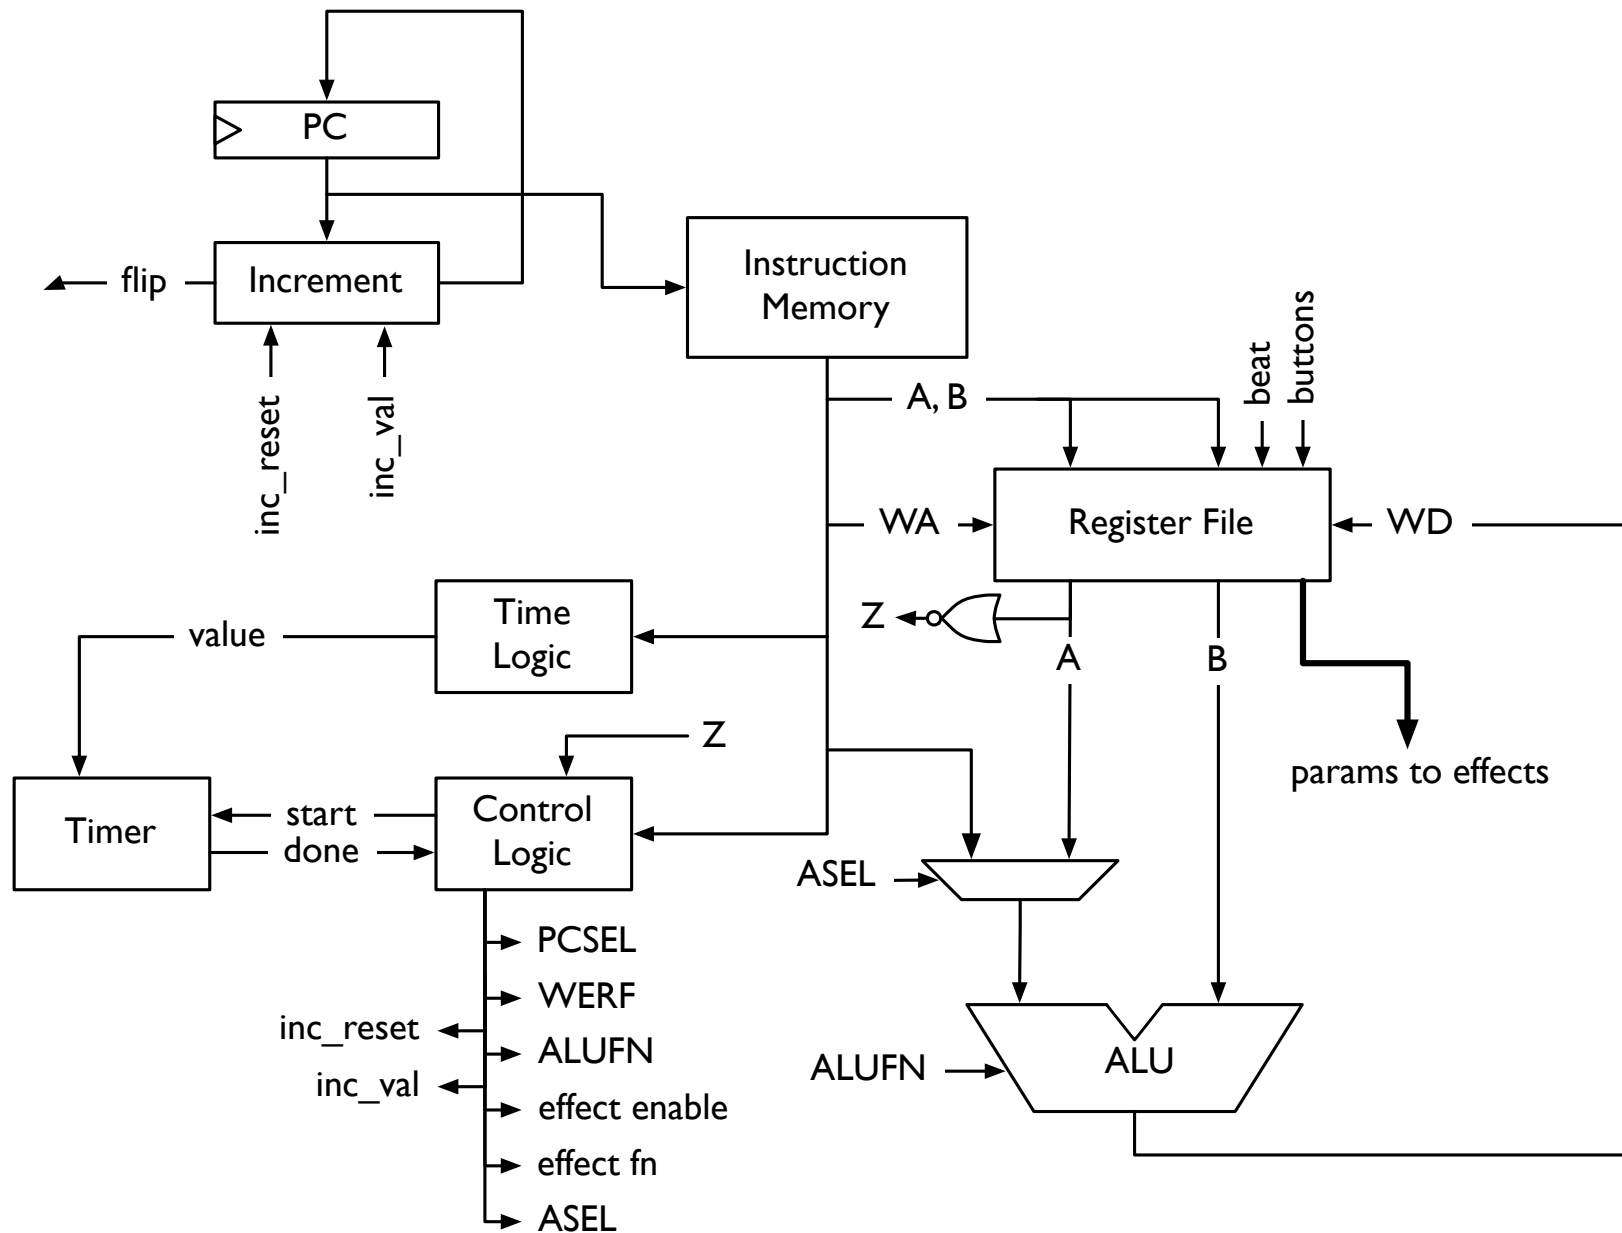 PC
Increment
flip
inc_reset
inc_val
Instruction
Memory
A, B
beat
buttons
WA
Register File
WD
Z
A
B
Time
Logic
value
Z
params to effects
Timer
start
done
Control
Logic
ASEL
PCSEL
WERF
inc_reset
ALUFN
inc_val
effect enable
effect fn
ASEL
ALUFN
ALU